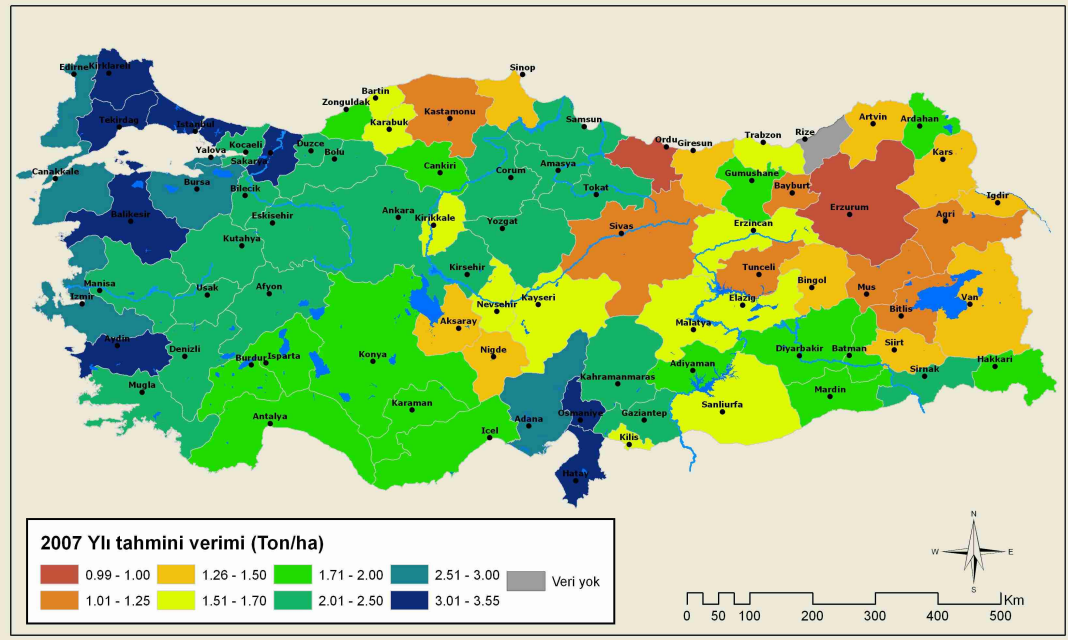 Sinop
Edirne Kirklareli
Bartin
Zonguldak
Kastamonu
Karabuk
Tekirdag
Istanbul
Samsun
Artvin
Ardahan
Trabzon
Rize
Ordu
Giresun
Kocaeli
Duzce
Yalova
Sakarya
Bolu
Kars
Canakkale
Cankiri
Corum
Amasya
Gumushane
Bayburt
Bursa
Bilecik
Tokat
Igdir
Balikesir
Eskisehir
Ankara
Kirikkale
Yozgat
Sivas
Erzincan
Erzurum
Agri
Kutahya
Kirsehir
Tunceli
Bingol
Mus
Manisa
Izmir
Usak
Afyon
Nevsehir
Kayseri
Elazig
Bitlis
Van
Aksaray
Malatya
Aydin
Denizli
Burdur
Isparta
Konya
Nigde
Diyarbakir
Batman
Siirt
Hakkari
Sirnak
Mugla
Kahramanmaras
Adiyaman
Mardin
Karaman
Antalya
Icel
Adana
Osmaniye
Gaziantep
Sanliurfa
Kilis
Hatay
2007 Ylı tahmini verimi (Ton/ha)
0.99 - 1.00 1.26 - 1.50 1.71 - 2.00 2.51 - 3.00 Veri yok
1.01 - 1.25 1.51 - 1.70 2.01 - 2.50 3.01 - 3.55
N
W E
S
Km
0 50 100 200 300 400 500